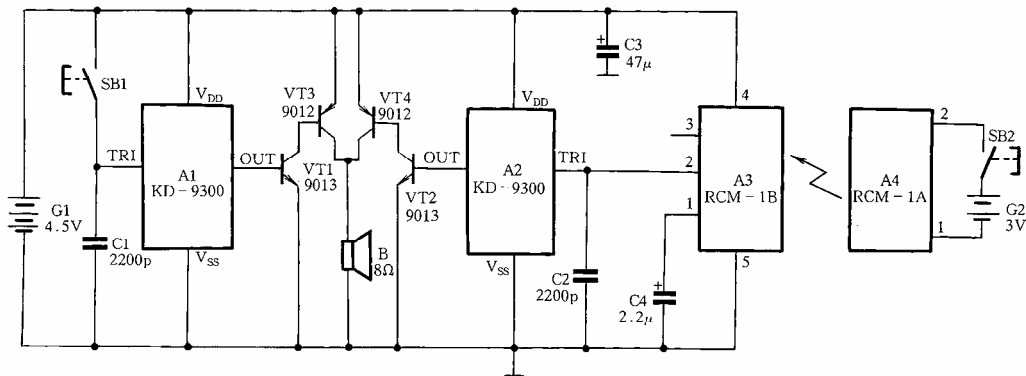 SB1
G1
4.5V
C1
2200p
TRI
VDD
A1
KD-9300
VSS
OUT
VT3
9012
VT1
9013
VT4
9012
VT2
9013
B
8Ω
OUT
VDD
A2
KD-9300
VSS
TRI
C2
2200p
C3
47μ
+
C4
2.2μ
+
3
2
1
4
A3
RCM-1B
5
A4
RCM-1A
2
1
SB2
G2
3V